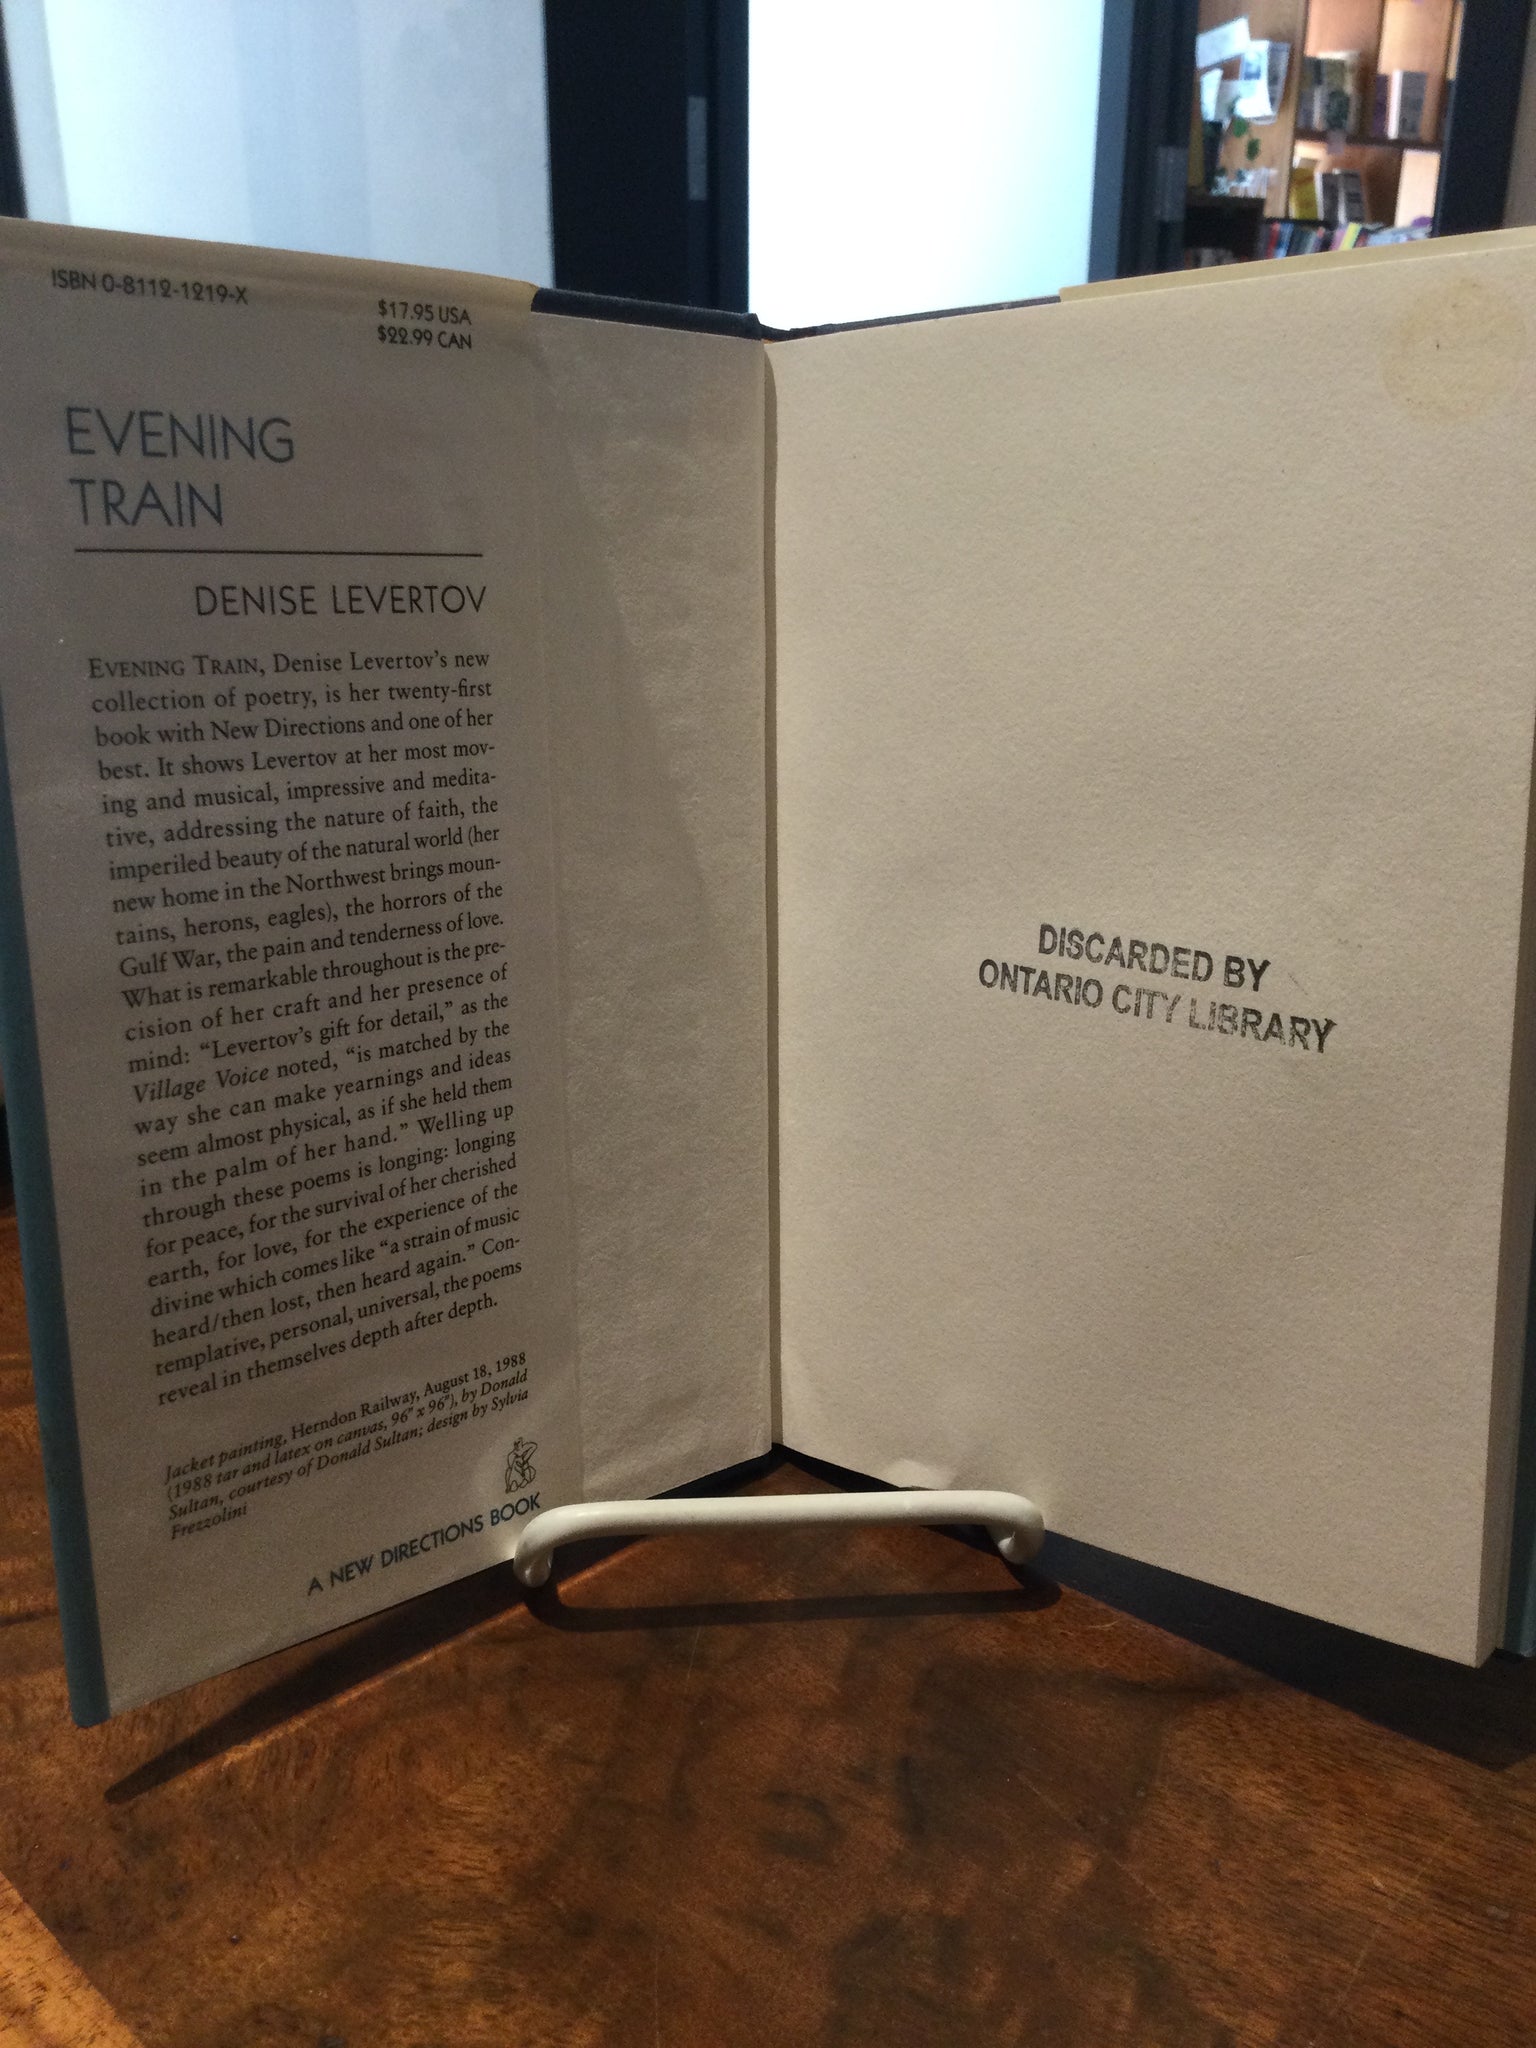 ISBN 0-8112-1219-X
$17.95 USA
$22.99 CAN
EVENING
TRAIN
DENISE LEVERTOV
EVENING TRAIN, Denise Levertov's new
collection of poetry, is her twenty-first
book with New Directions and one of her
best. It shows Levertov at her most mov-
ing and musical, impressive and medita-
tive, addressing the nature of faith, the
imperiled beauty of the natural world (her
new home in the Northwest brings moun-
tains, herons, eagles), the horrors of the
Gulf War, the pain and tenderness of love.
What is remarkable throughout is the pre-
cision of her craft and her presence of
mind: “Levertov's gift for detail,” as the
Village Voice noted, “is matched by the
way she can make yearnings and ideas
seem almost physical, as if she held them
in the palm of her hand.” Welling up
through these poems is longing: longing
for peace, for the survival of her cherished
earth, for love, for the experience of the
divine which comes like “a strain of music
heard/then lost, then heard again.” Con-
templative, personal, universal, the poems
reveal in themselves depth after depth.
Jacket painting, Herndon Railway, August 18, 1988
(1988 tar and latex on canvas, 96" x 96"), by Donald
Sultan, courtesy of Donald Sultan; design by Sylvia
Frezzolini
A NEW DIRECTIONS BOOK
DISCARDED BY
ONTARIO CITY LIBRARY